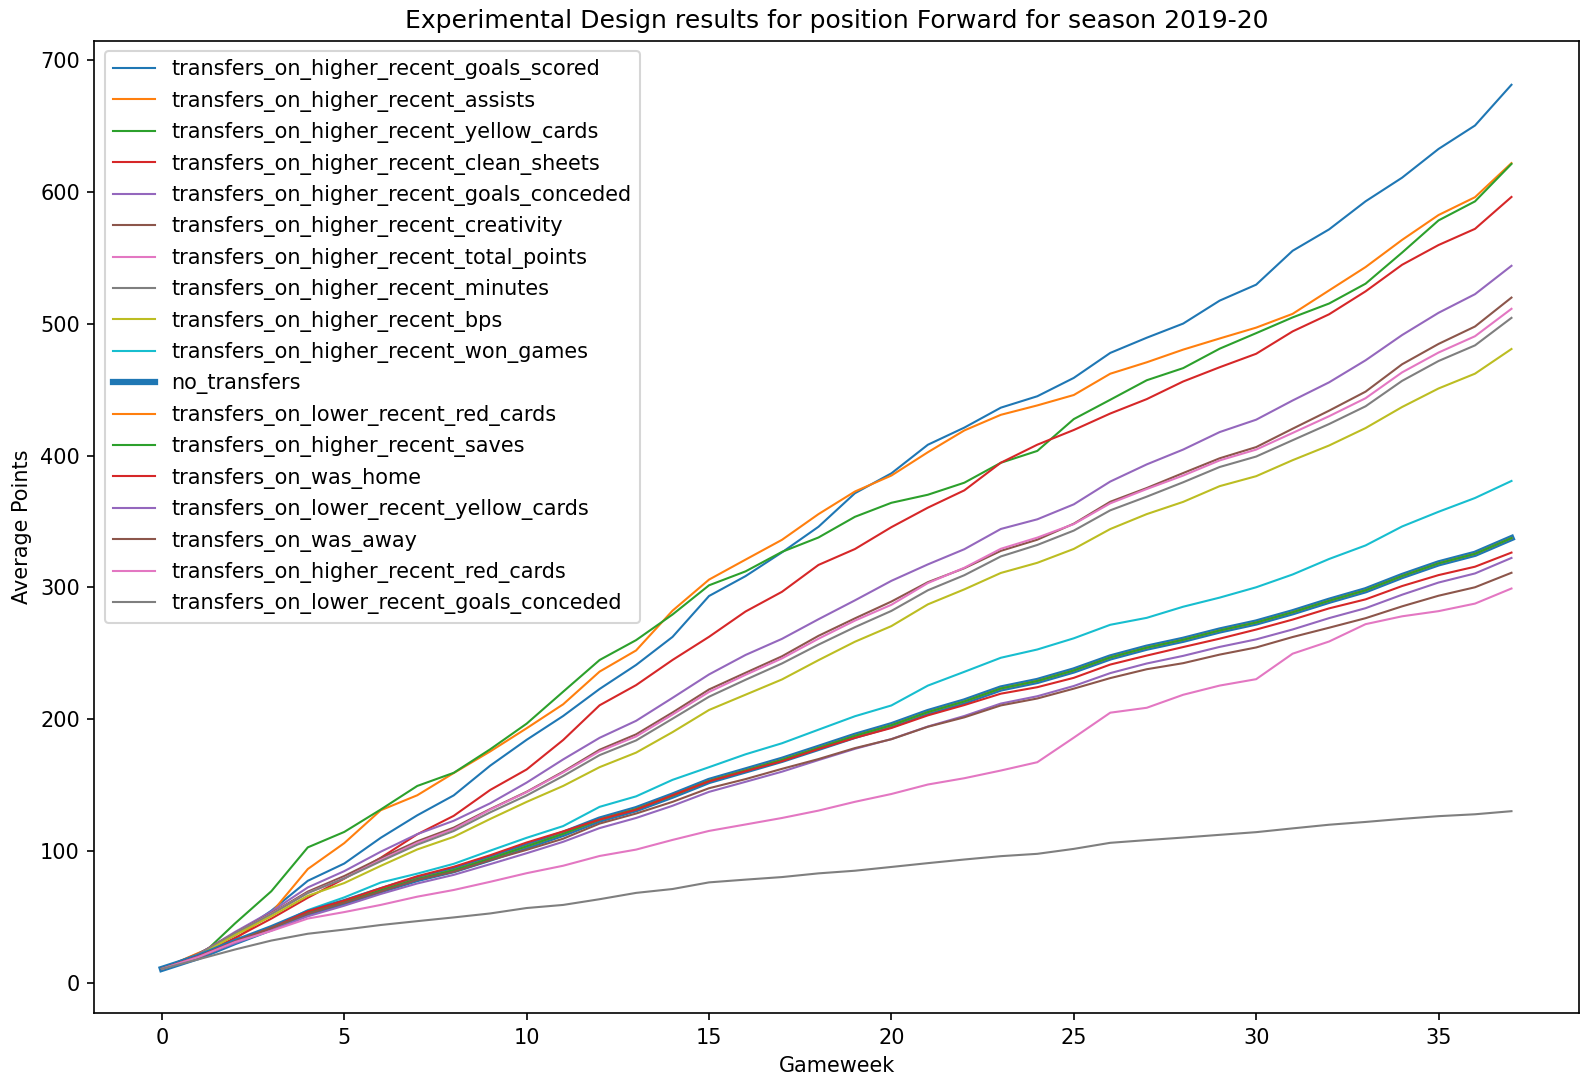 Experimental Design results for position Forward for season 2019-20
700
600
500
400
300
200
100
0
Average Points
transfers_on_higher_recent_goals_scored
transfers_on_higher_recent_assists
transfers_on_higher_recent_yellow_cards
transfers_on_higher_recent_clean_sheets
transfers_on_higher_recent_goals_conceded
transfers_on_higher_recent_creativity
transfers_on_higher_recent_total_points
transfers_on_higher_recent_minutes
transfers_on_higher_recent_bps
transfers_on_higher_recent_won_games
no_transfers
transfers_on_lower_recent_red_cards
transfers_on_higher_recent_saves
transfers_on_was_home
transfers_on_lower_recent_yellow_cards
transfers_on_was_away
transfers_on_higher_recent_red_cards
transfers_on_lower_recent_goals_conceded
0 5 10 15 20 25 30 35
Gameweek